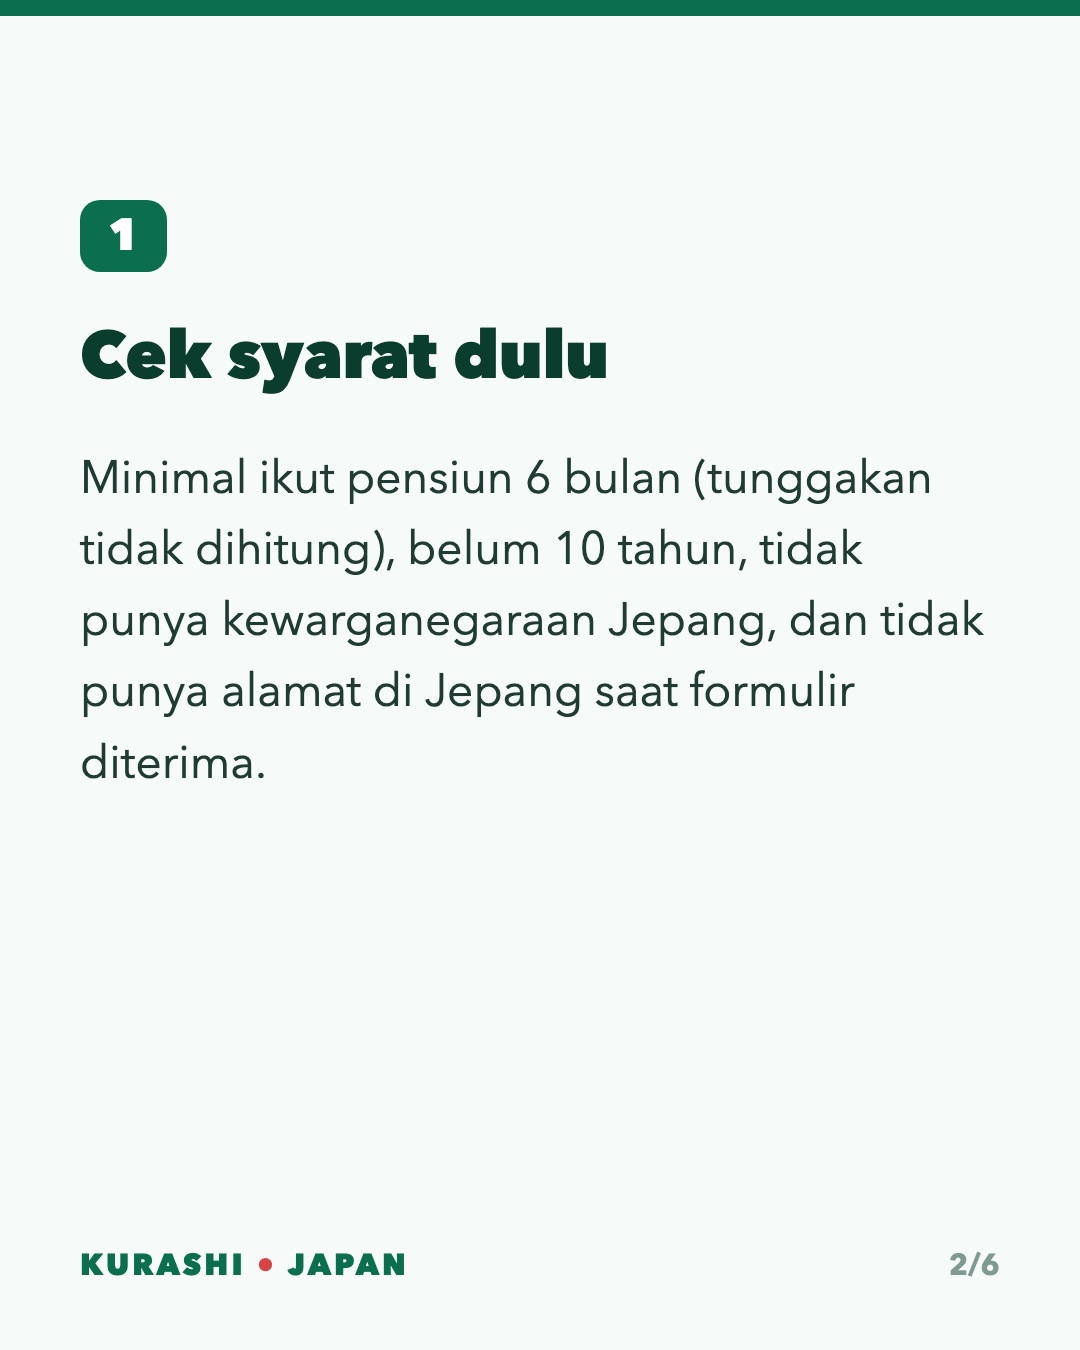 1
Cek syarat dulu
Minimal ikut pensiun 6 bulan (tunggakan
tidak dihitung), belum 10 tahun, tidak
punya kewarganegaraan Jepang, dan tidak
punya alamat di Jepang saat formulir
diterima.
KURASHI • JAPAN
2/6